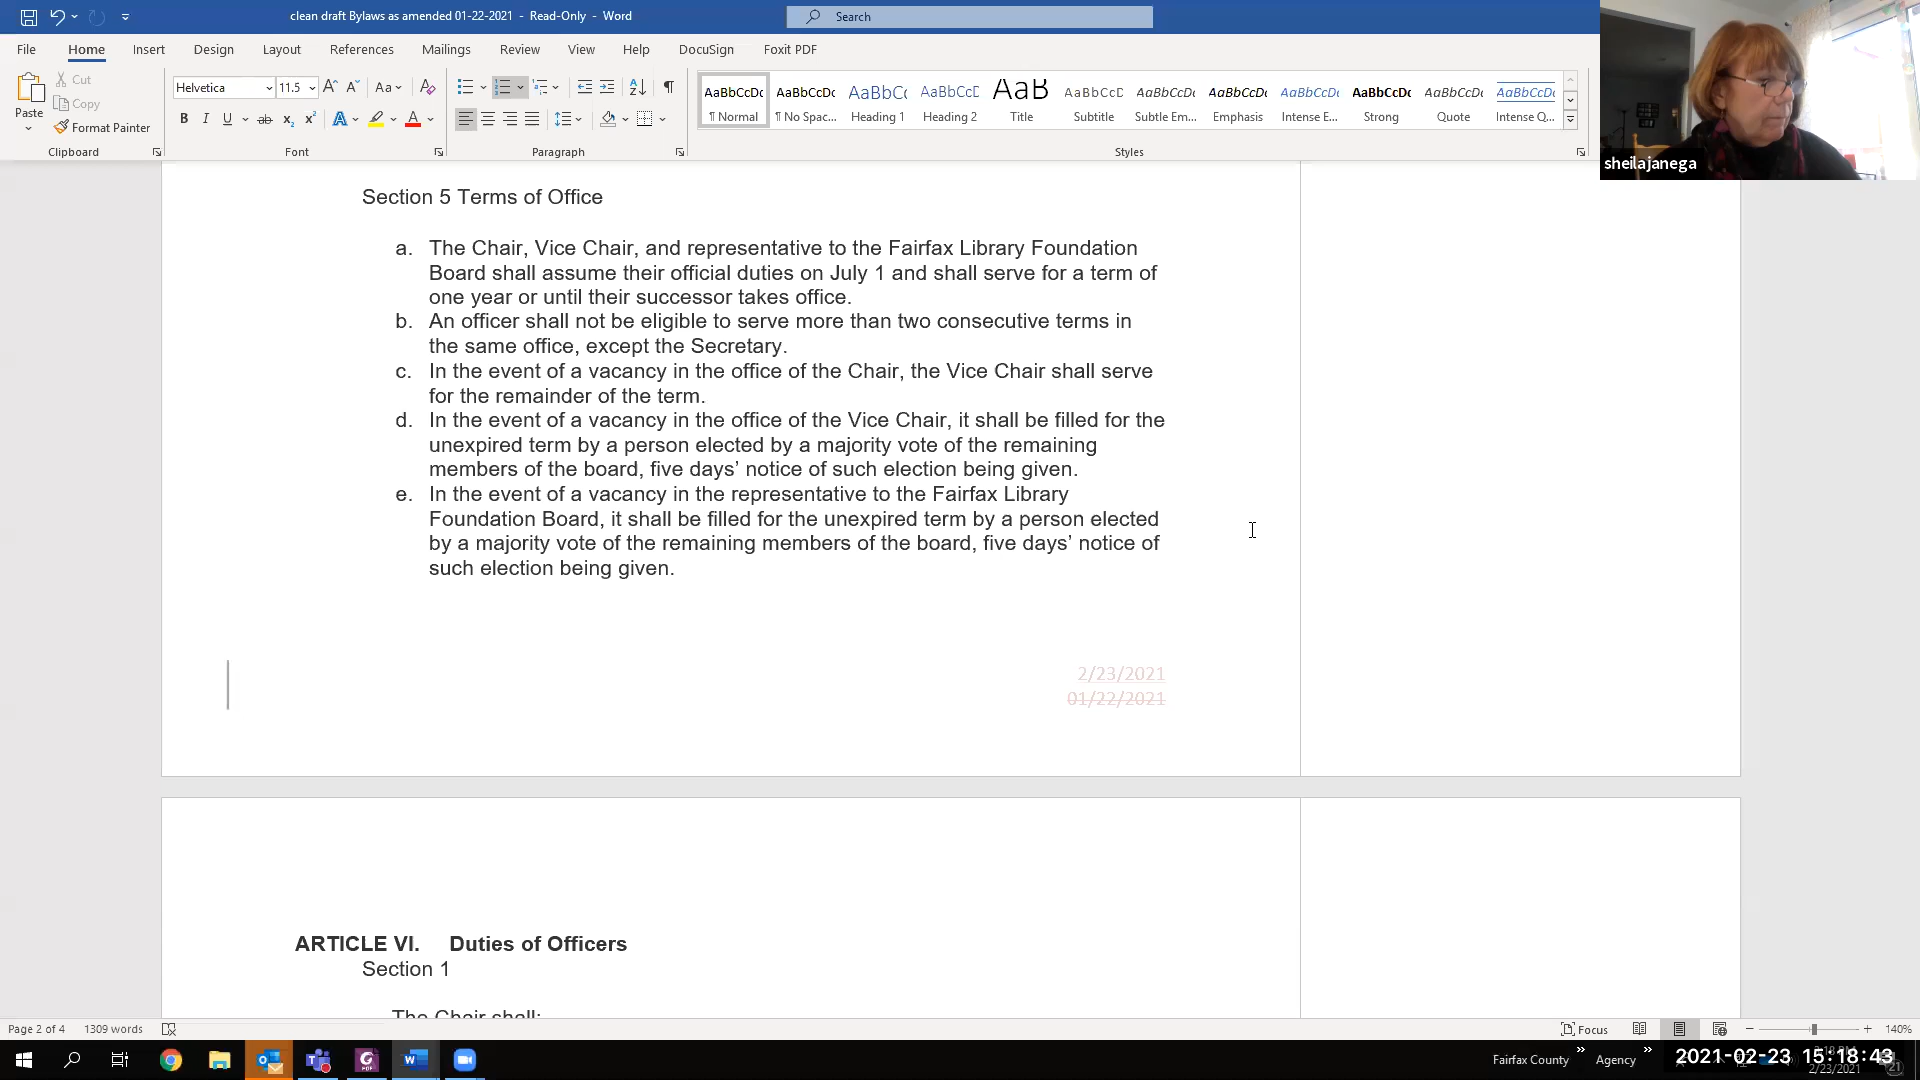 clean draft Bylaws as amended 01-22-2021 - Read-Only - Word
Search
File Home Insert Design Layout References Mailings Review View Help DocuSign Foxit PDF
Paste
Cut
Copy
Format Painter
Clipboard
Helvetica 11.5
Font
Paragraph
AaBbCcDc AaBbCcDc AaBbCc AaBbCcD AaB AaBbCcD AaBbCcDc AaBbCcDc AaBbCcDc AaBbCcDc AaBbCcDc AaBbCcDc
¶ Normal ¶ No Spac... Heading 1 Heading 2 Title Subtitle Subtle Em... Emphasis Intense E... Strong Quote Intense Q...
Styles
sheilajanega
Section 5 Terms of Office
a. The Chair, Vice Chair, and representative to the Fairfax Library Foundation
Board shall assume their official duties on July 1 and shall serve for a term of
one year or until their successor takes office.
b. An officer shall not be eligible to serve more than two consecutive terms in
the same office, except the Secretary.
c. In the event of a vacancy in the office of the Chair, the Vice Chair shall serve
for the remainder of the term.
d. In the event of a vacancy in the office of the Vice Chair, it shall be filled for the
unexpired term by a person elected by a majority vote of the remaining
members of the board, five days’ notice of such election being given.
e. In the event of a vacancy in the representative to the Fairfax Library
Foundation Board, it shall be filled for the unexpired term by a person elected
by a majority vote of the remaining members of the board, five days’ notice of
such election being given.
2/23/2021
01/22/2021
ARTICLE VI. Duties of Officers
Section 1
The Chair shall:
Page 2 of 4 1309 words
Focus
140%
Fairfax County
Agency
2021-02-23 15:18:43
2/23/2021